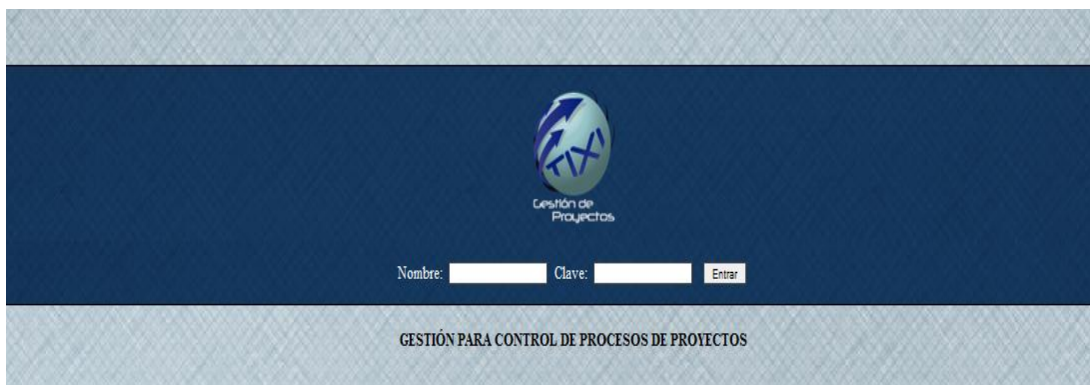 TIXI
Gestión de
Proyectos
Nombre: Clave: Entrar
GESTIÓN PARA CONTROL DE PROCESOS DE PROYECTOS